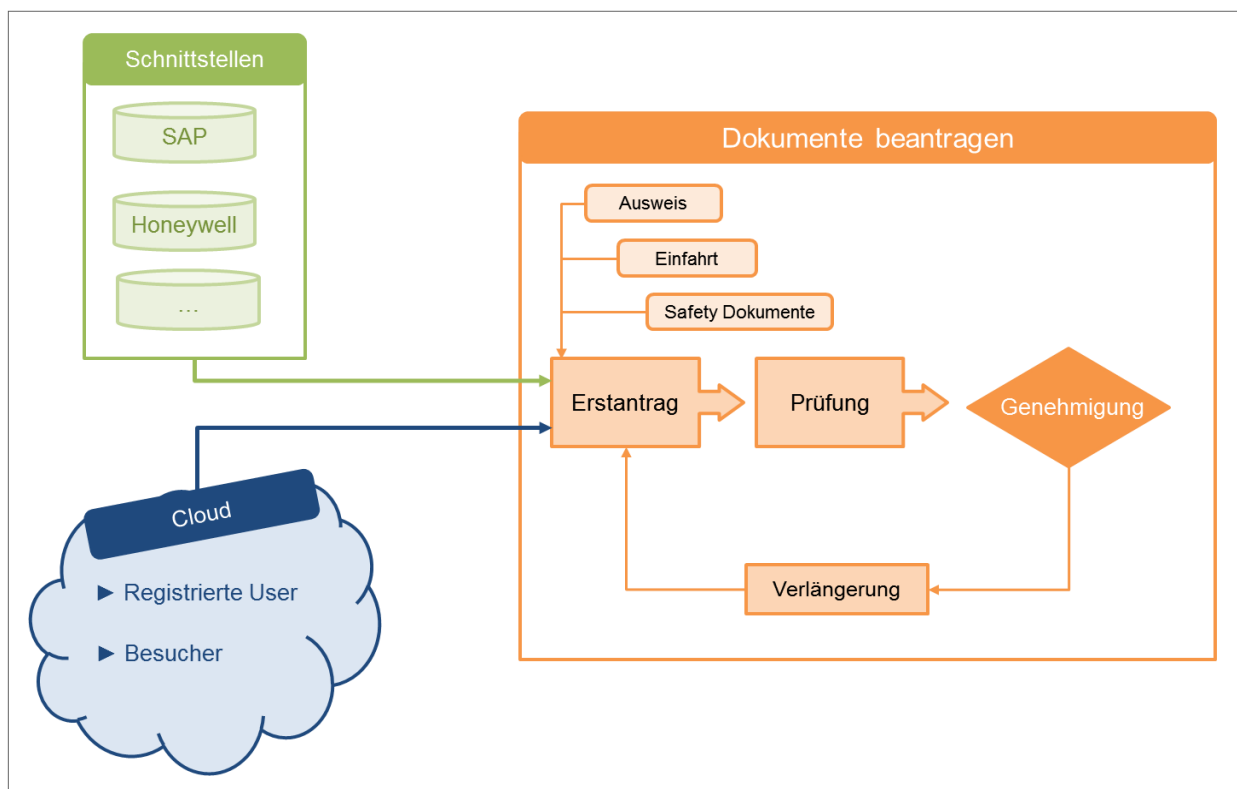 Schnittstellen
SAP
Honeywell
...
Cloud
► Registrierte User
► Besucher
Dokumente beantragen
Ausweis
Einfahrt
Safety Dokumente
Erstantrag
Prüfung
Genehmigung
Verlängerung